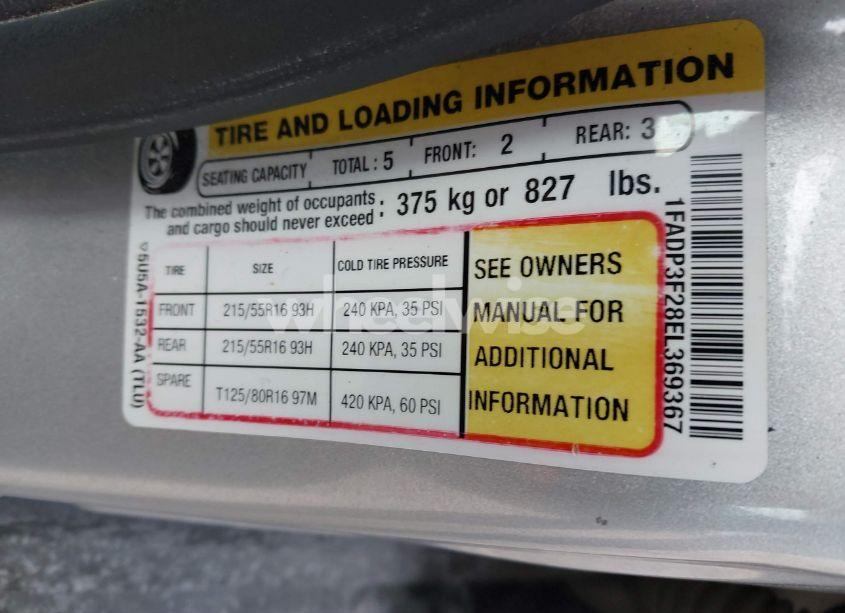 TIRE AND LOADING INFORMATION
SEATING CAPACITY TOTAL : 5 FRONT: 2 REAR: 3
The combined weight of occupants and cargo should never exceed : 375 kg or 827 lbs.
TIRE SIZE COLD TIRE PRESSURE
FRONT 215/55R16 93H 240 KPA, 35 PSI
REAR 215/55R16 93H 240 KPA, 35 PSI
SPARE T125/80R16 97M 420 KPA, 60 PSI
SEE OWNERS
MANUAL FOR
ADDITIONAL
INFORMATION
5U5A-1532-AA (TLU)
1FADP3F28EL369367
wheelwise